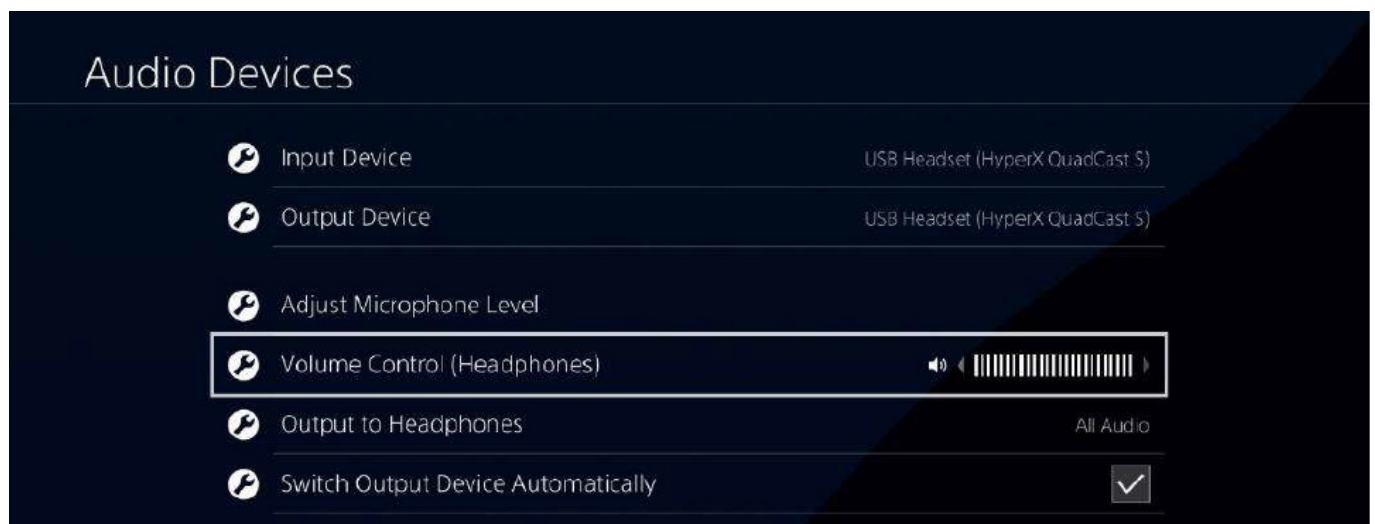 Audio Devices
Input Device USB Headset (HyperX QuadCast S)
Output Device USB Headset (HyperX QuadCast S)
Adjust Microphone Level
Volume Control (Headphones)
Output to Headphones All Audio
Switch Output Device Automatically